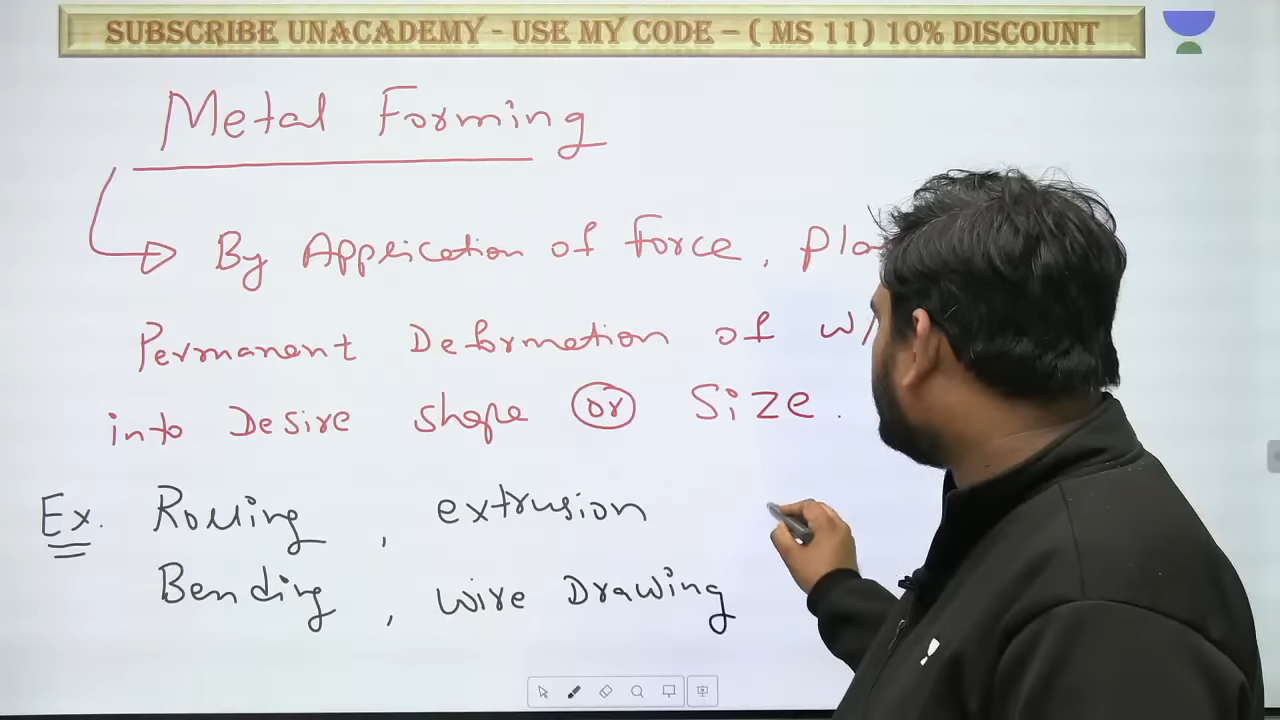 SUBSCRIBE UNACADEMY - USE MY CODE – ( MS 11) 10% DISCOUNT
Metal Forming
By Application of force, Pla
Permanent Deformation of w/
into Desire shape or Size.
Ex. Rolling, extrusion
Bending, wire Drawing